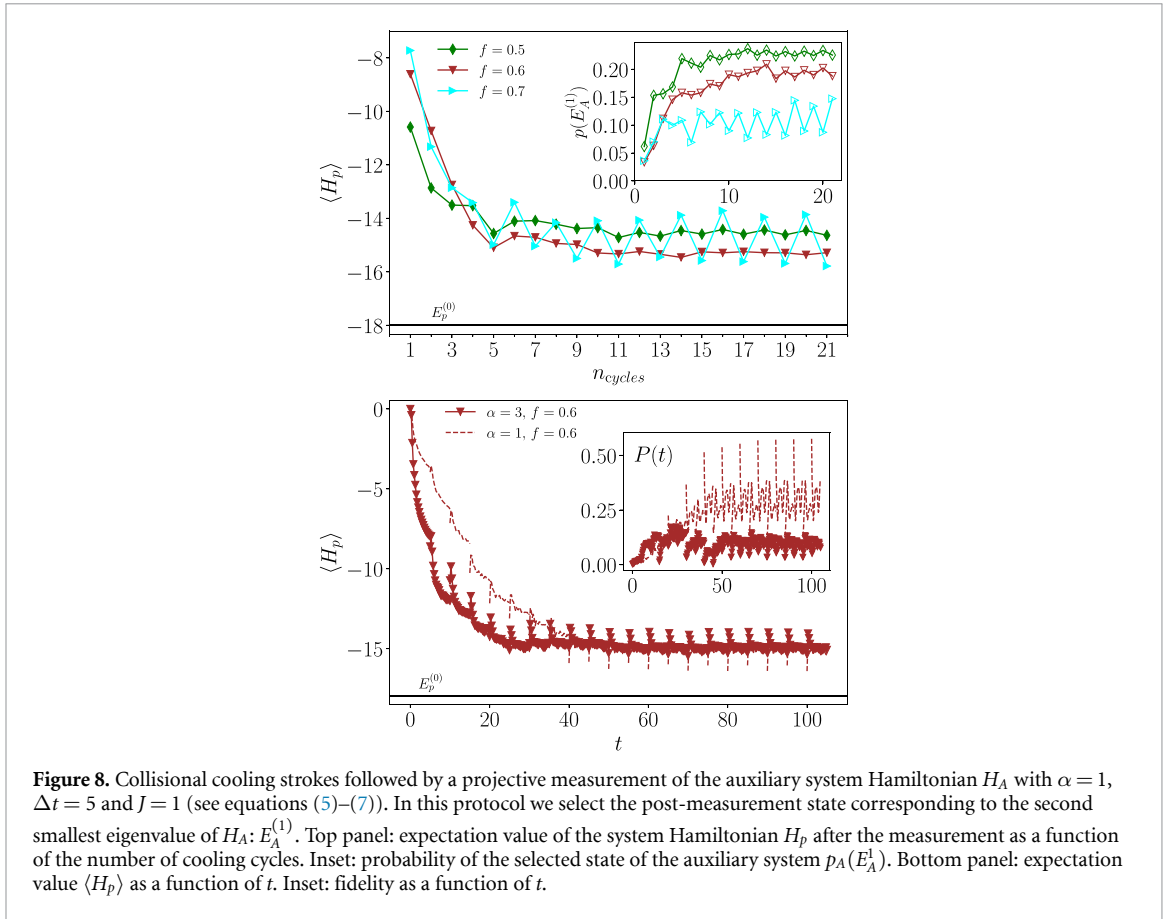 −8
−10
−12
−14
−16
−18
⟨H_p⟩
f = 0.5
f = 0.6
f = 0.7
0.20
0.15
0.10
0.05
0.00
p(E_A^{(1)})
0 10 20
E_p^{(0)}
1 3 5 7 9 11 13 15 17 19 21
n_{cycles}
0
−5
−10
−15
⟨H_p⟩
α = 3, f = 0.6
α = 1, f = 0.6
P(t)
0.50
0.25
0.00
0 50 100
E_p^{(0)}
0 20 40 60 80 100
t
Figure 8. Collisional cooling strokes followed by a projective measurement of the auxiliary system Hamiltonian H_A with α = 1,
Δt = 5 and J = 1 (see equations (5)–(7)). In this protocol we select the post-measurement state corresponding to the second
smallest eigenvalue of H_A: E_A^{(1)}. Top panel: expectation value of the system Hamiltonian H_p after the measurement as a function
of the number of cooling cycles. Inset: probability of the selected state of the auxiliary system p_A(E_A^1). Bottom panel: expectation
value ⟨H_p⟩ as a function of t. Inset: fidelity as a function of t.